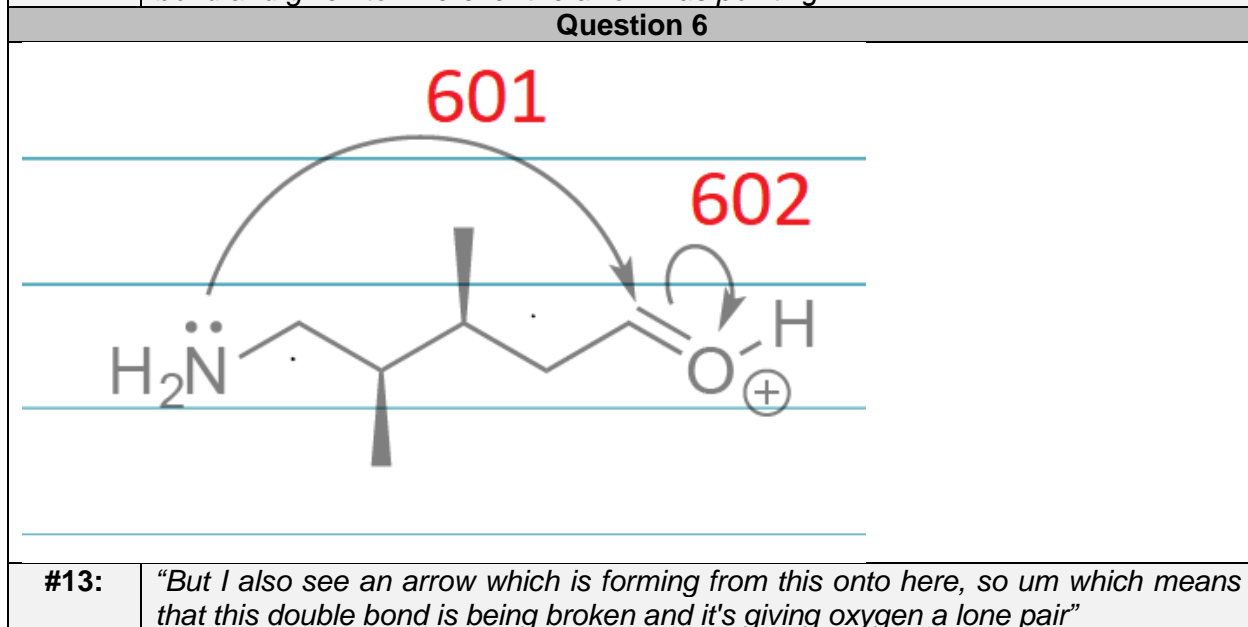 Question 6
601
602
H
H₂N
O
+
#13: “But I also see an arrow which is forming from this onto here, so um which means
that this double bond is being broken and it's giving oxygen a lone pair”